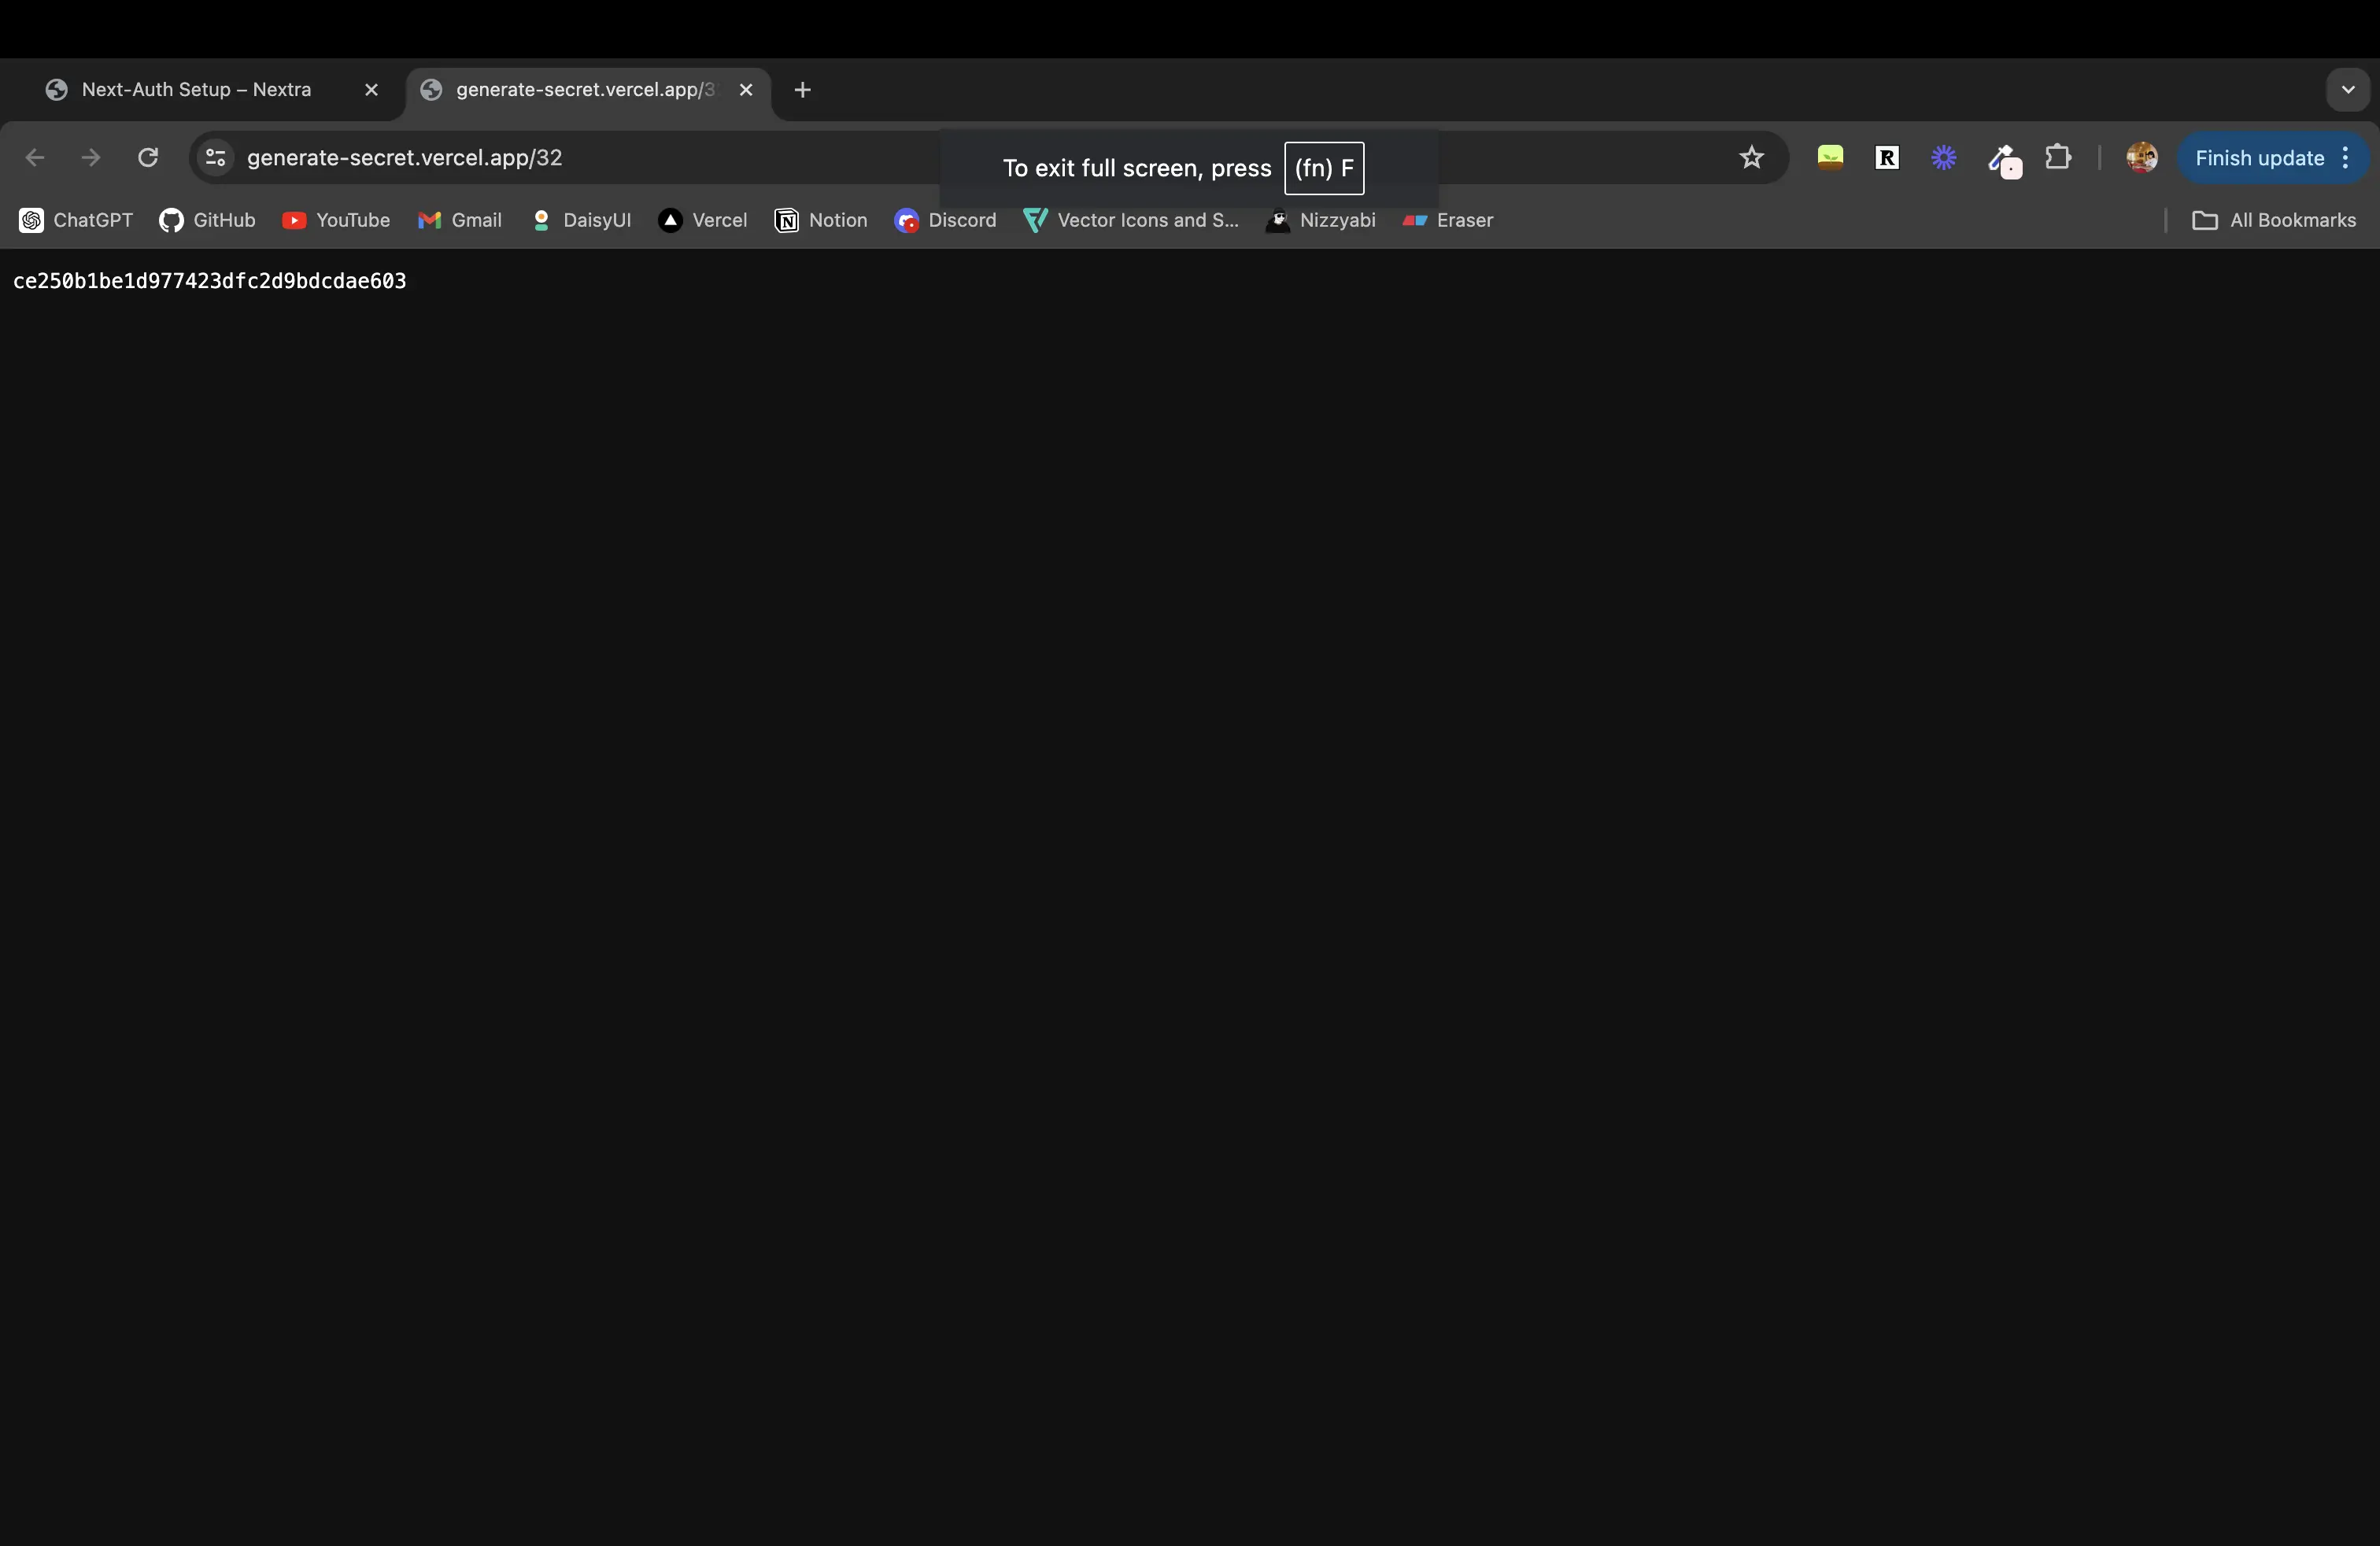 Next-Auth Setup – Nextra
generate-secret.vercel.app/3
generate-secret.vercel.app/32
To exit full screen, press (fn) F
Finish update
ChatGPT GitHub YouTube Gmail DaisyUI Vercel Notion Discord Vector Icons and S... Nizzyabi Eraser All Bookmarks
ce250b1be1d977423dfc2d9bdcdae603